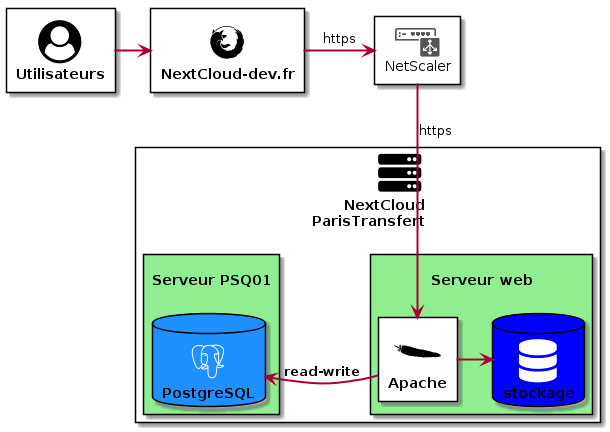 Utilisateurs
NextCloud-dev.fr
https
NetScaler
https
NextCloud
ParisTransfert
Serveur PSQ01
Serveur web
PostgreSQL
read-write
Apache
stockage